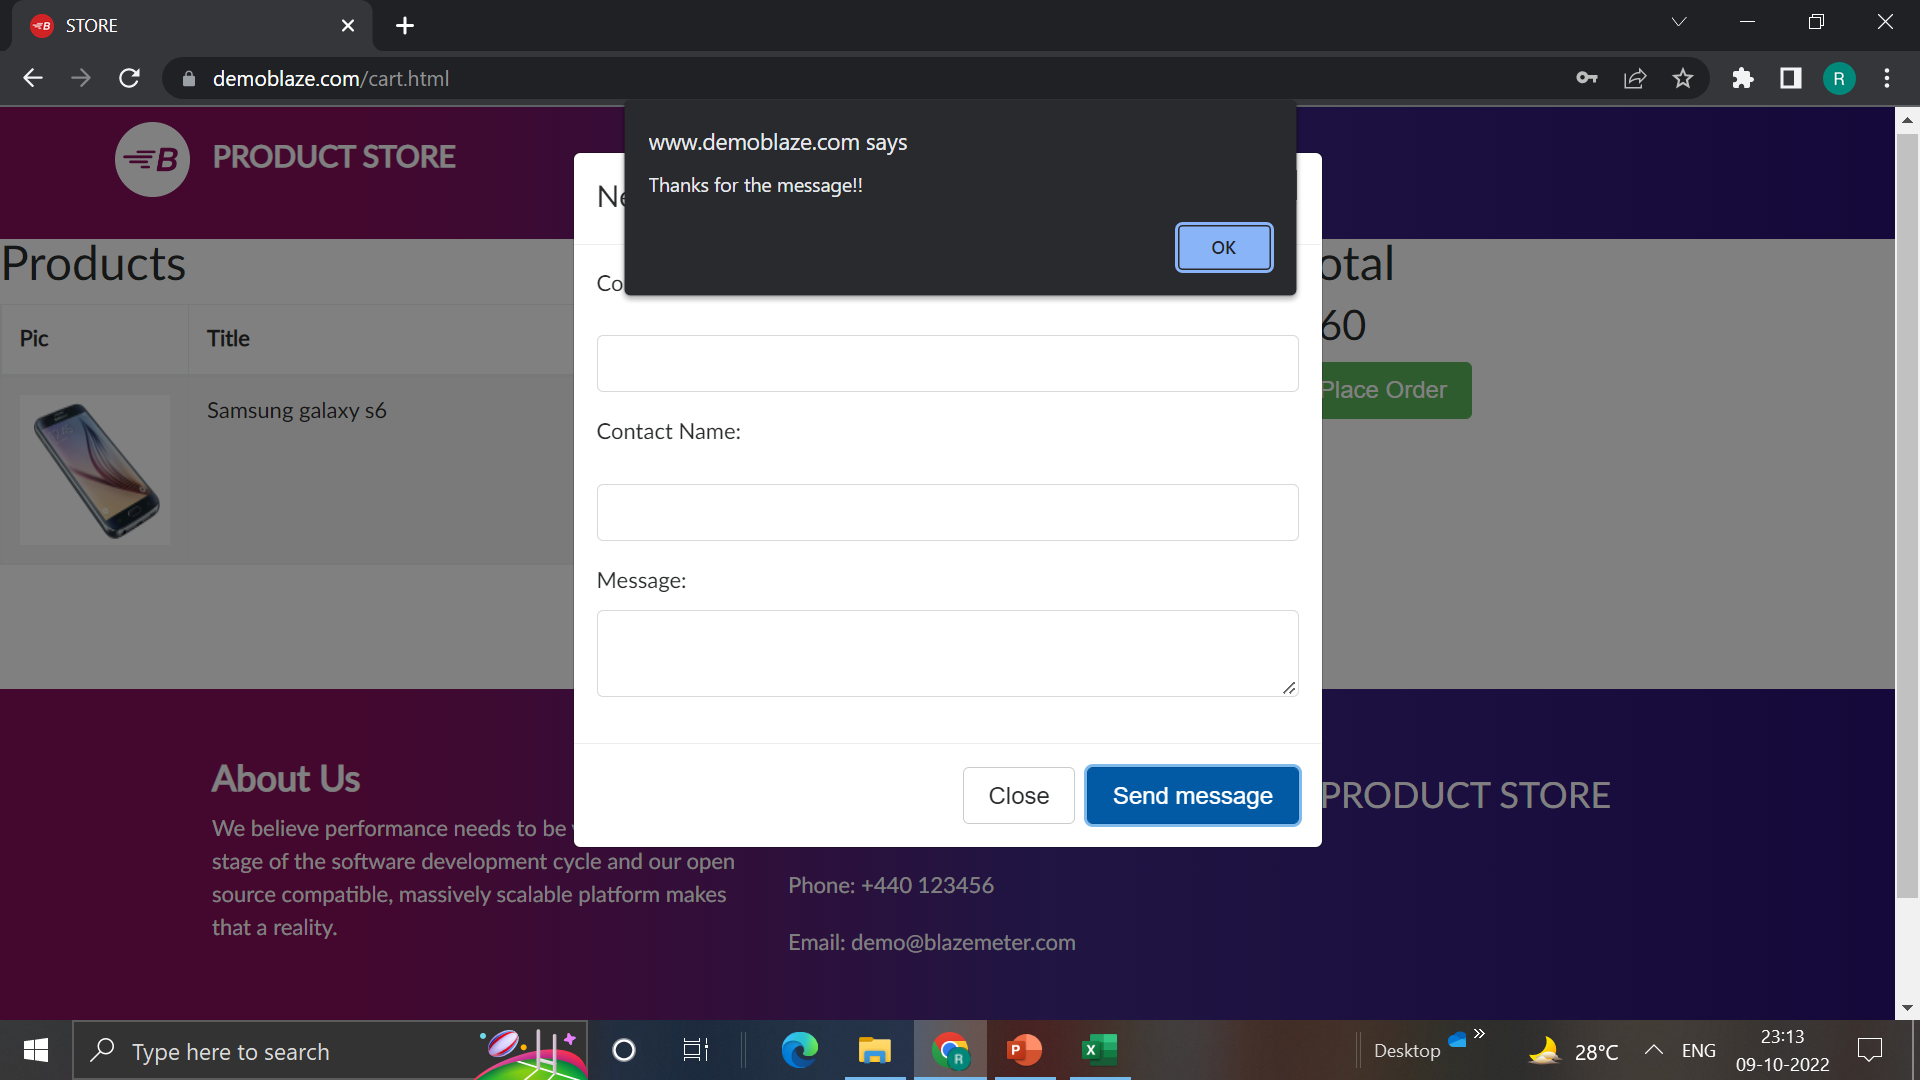 STORE
demoblaze.com/cart.html
R
B PRODUCT STORE
www.demoblaze.com says
Thanks for the message!!
OK
Ne
Products
otal
Co
60
Pic Title
Place Order
Samsung galaxy s6
Contact Name:
Message:
Close Send message
About Us
PRODUCT STORE
We believe performance needs to be
stage of the software development cycle and our open
source compatible, massively scalable platform makes
that a reality.
Phone: +440 123456
Email: demo@blazemeter.com
Type here to search
Desktop
28°C
ENG
23:13
09-10-2022